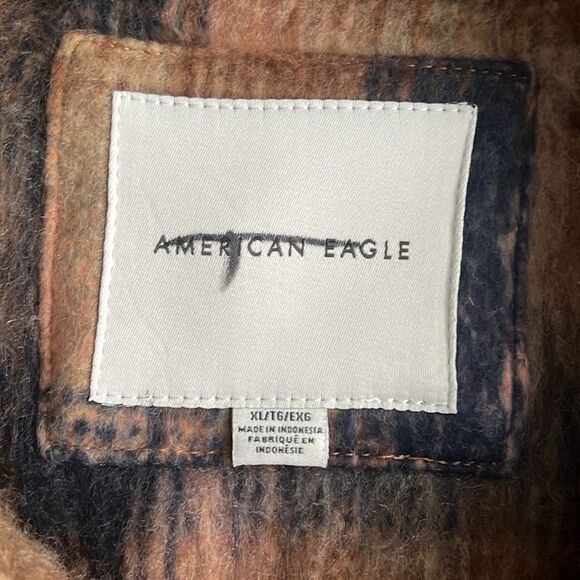 AMERICAN EAGLE
XL/TG/EXG
MADE IN INDONESIA
FABRIQUÉ EN
INDONÉSIE